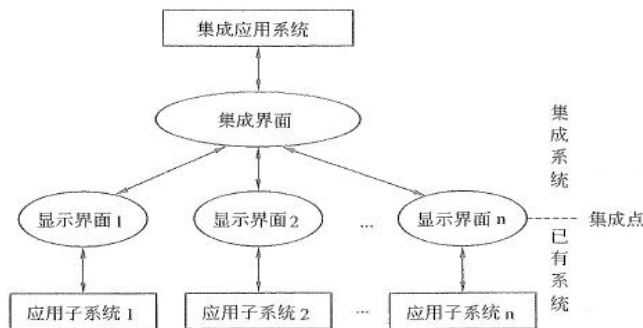 集成应用系统
集成界面
集成系统
显示界面1
显示界面2
...
显示界面n
集成点
已有系统
应用子系统1
应用子系统2
...
应用子系统n